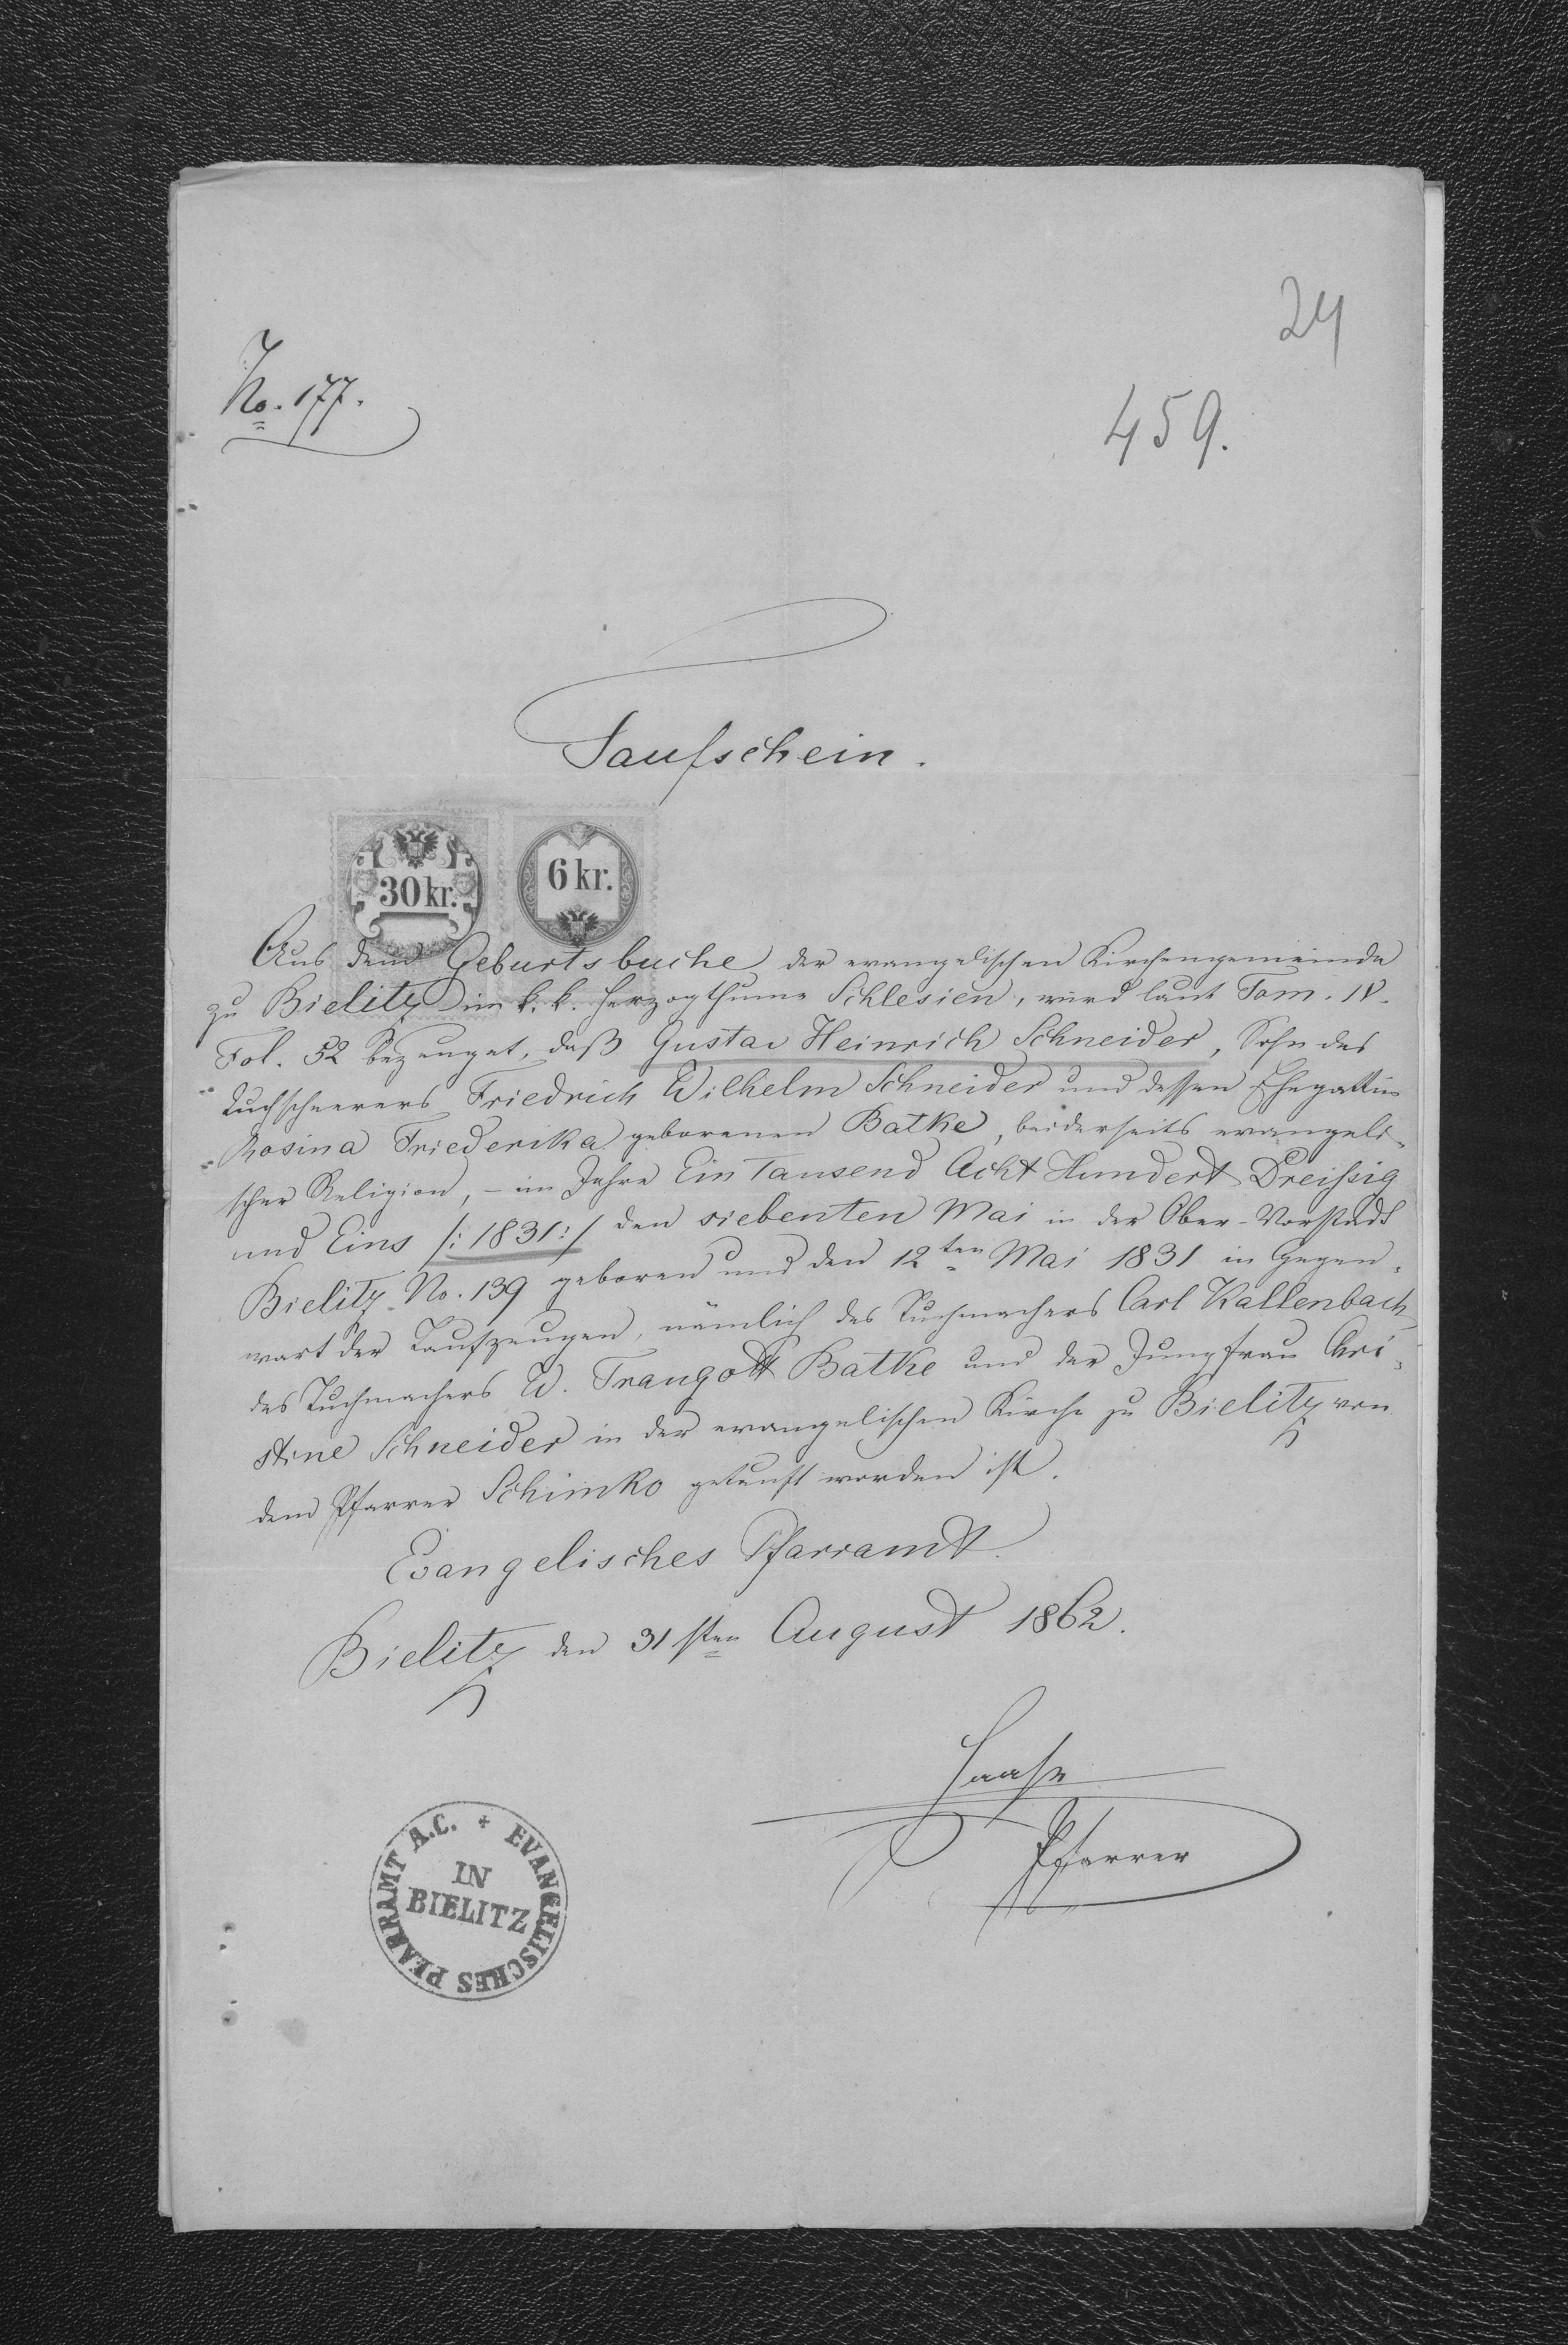 24
No. 177.
459.
Taufschein.
30 kr.
6 kr.
Aus dem Geburtsbuche der evangelischen Kirchengemeinde
zu Bielitz im k. k. Herzogthume Schlesien, wird laut Tom. IV.
Fol. 52 bezeuget, daß Gustav Heinrich Schneider, Sohn des
Tuchscheerers Friedrich Wilhelm Schneider und dessen Ehegattin
Rosina Friederika geborenen Batke, beiderseits evangeli-
scher Religion, - im Jahre Ein Tausend Acht Hundert Dreißig
und Eins /: 1831 :/ den siebenten Mai in der Ober-Vorstadt
Bielitz No. 139 geboren und den 12ten Mai 1831 in Gegen-
wart der Taufzeugen, nämlich des Tuchmachers Carl Kallenbach,
des Tuchmachers W. Traugott Batke und der Jungfrau Chri-
stine Schneider in der evangelischen Kirche zu Bielitz von
dem Pfarrer Schimko getauft worden ist.
Evangelisches Pfarramt.
Bielitz den 31sten August 1862.
Haase
Pfarrer
EVANGELISCHES PFARRAMT A.C. *
IN
BIELITZ